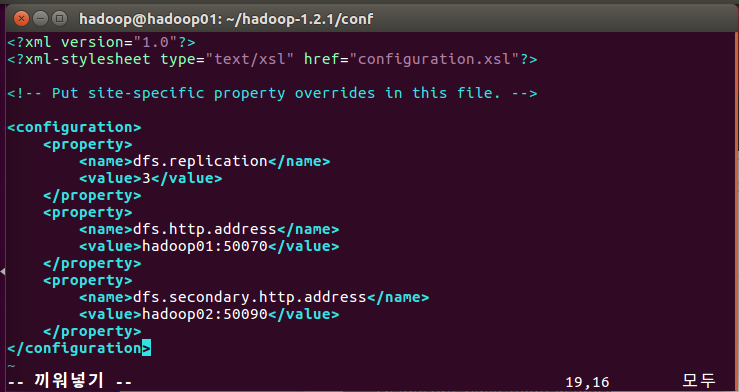 hadoop@hadoop01: ~/hadoop-1.2.1/conf
<?xml version="1.0"?>
<?xml-stylesheet type="text/xsl" href="configuration.xsl"?>
<!-- Put site-specific property overrides in this file. -->
<configuration>
    <property>
        <name>dfs.replication</name>
        <value>3</value>
    </property>
    <property>
        <name>dfs.http.address</name>
        <value>hadoop01:50070</value>
    </property>
    <property>
        <name>dfs.secondary.http.address</name>
        <value>hadoop02:50090</value>
    </property>
</configuration>
~
-- 끼워넣기 -- 19,16 모두